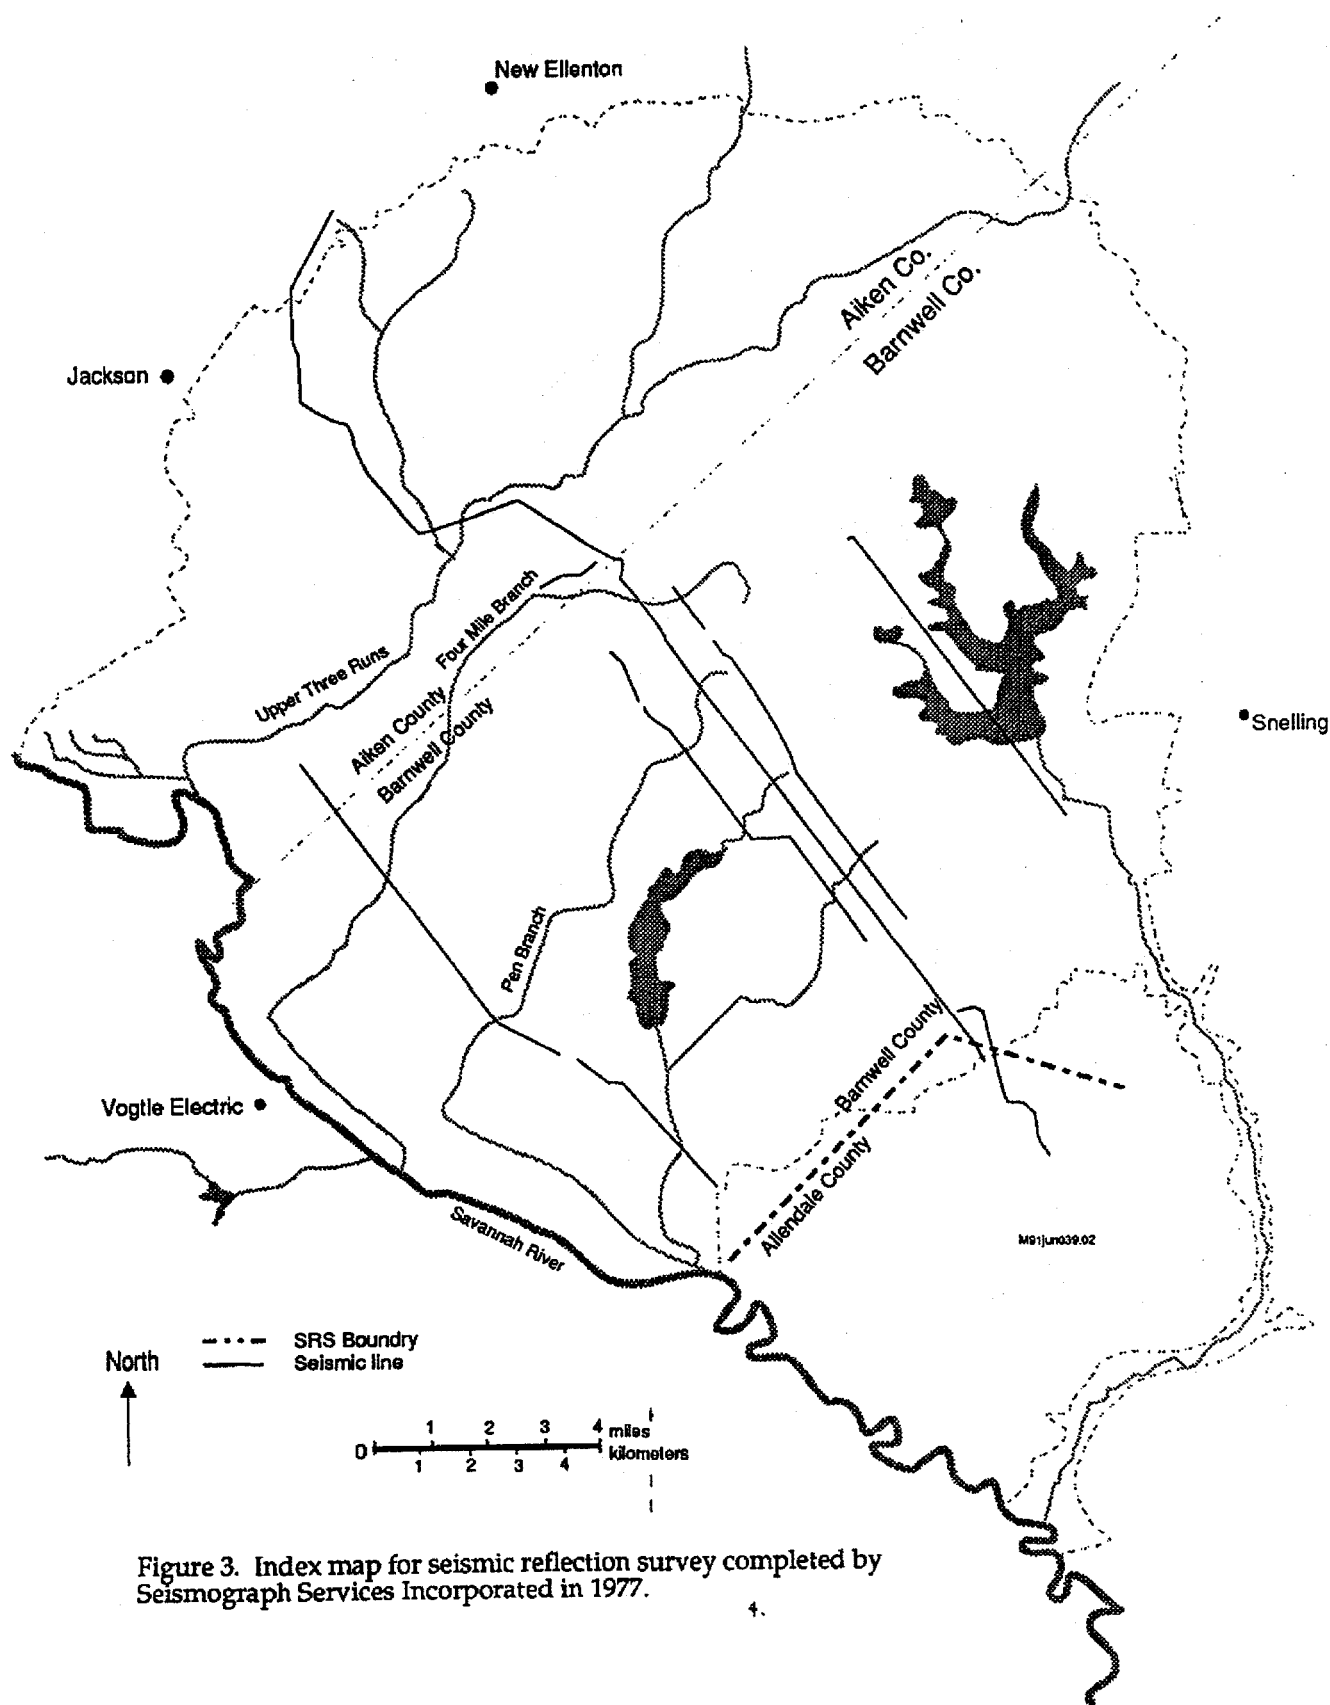 New Ellenton
Aiken Co.
Barnwell Co.
Jackson
Four Mile Branch
Upper Three Runs
Aiken County
Barnwell County
Snelling
Pen Branch
Barnwell County
Allendale County
Vogtle Electric
Savannah River
M91jun039.02
SRS Boundry
Seismic line
North
1 2 3 4 miles
0 kilometers
1 2 3 4
Figure 3. Index map for seismic reflection survey completed by
Seismograph Services Incorporated in 1977.
4.